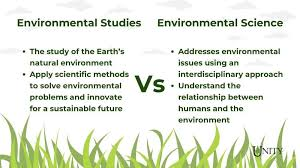 Environmental Studies
• The study of the Earth's
natural environment
• Apply scientific methods
to solve environmental
problems and innovate
for a sustainable future
Vs
Environmental Science
• Addresses environmental
issues using an
interdisciplinary approach
• Understand the
relationship between
humans and the
environment
UNITY